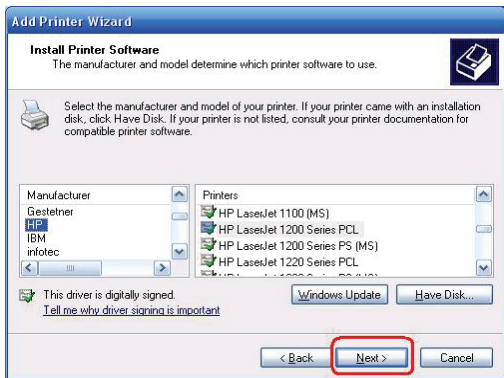 Add Printer Wizard
Install Printer Software
The manufacturer and model determine which printer software to use.
Select the manufacturer and model of your printer. If your printer came with an installation
disk, click Have Disk. If your printer is not listed, consult your printer documentation for
compatible printer software.
Manufacturer
Gestetner
HP
IBM
infotec
Printers
HP LaserJet 1100 (MS)
HP LaserJet 1200 Series PCL
HP LaserJet 1200 Series PS (MS)
HP LaserJet 1220 Series PCL
This driver is digitally signed.
Tell me why driver signing is important
Windows Update
Have Disk...
< Back
Next >
Cancel